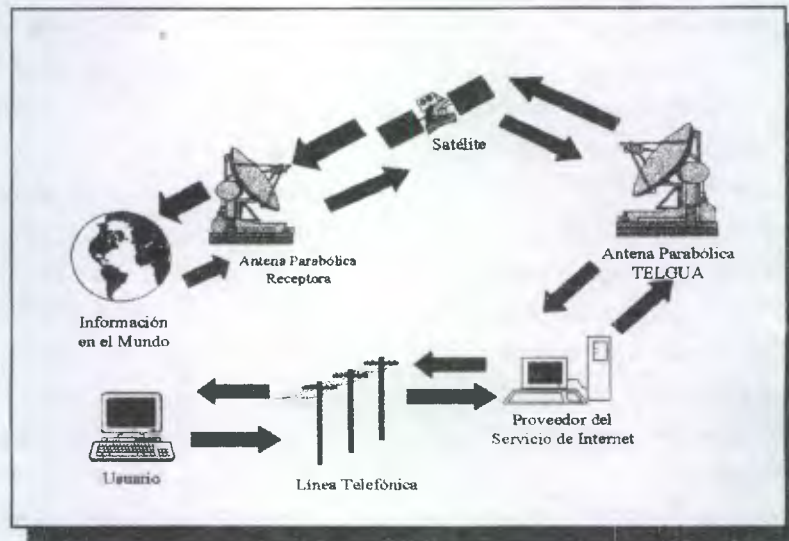 Satélite
Antena Parabólica
Receptora
Antena Parabólica
TELGUA
Información
en el Mundo
Proveedor del
Servicio de Internet
Usuario
Línea Telefónica